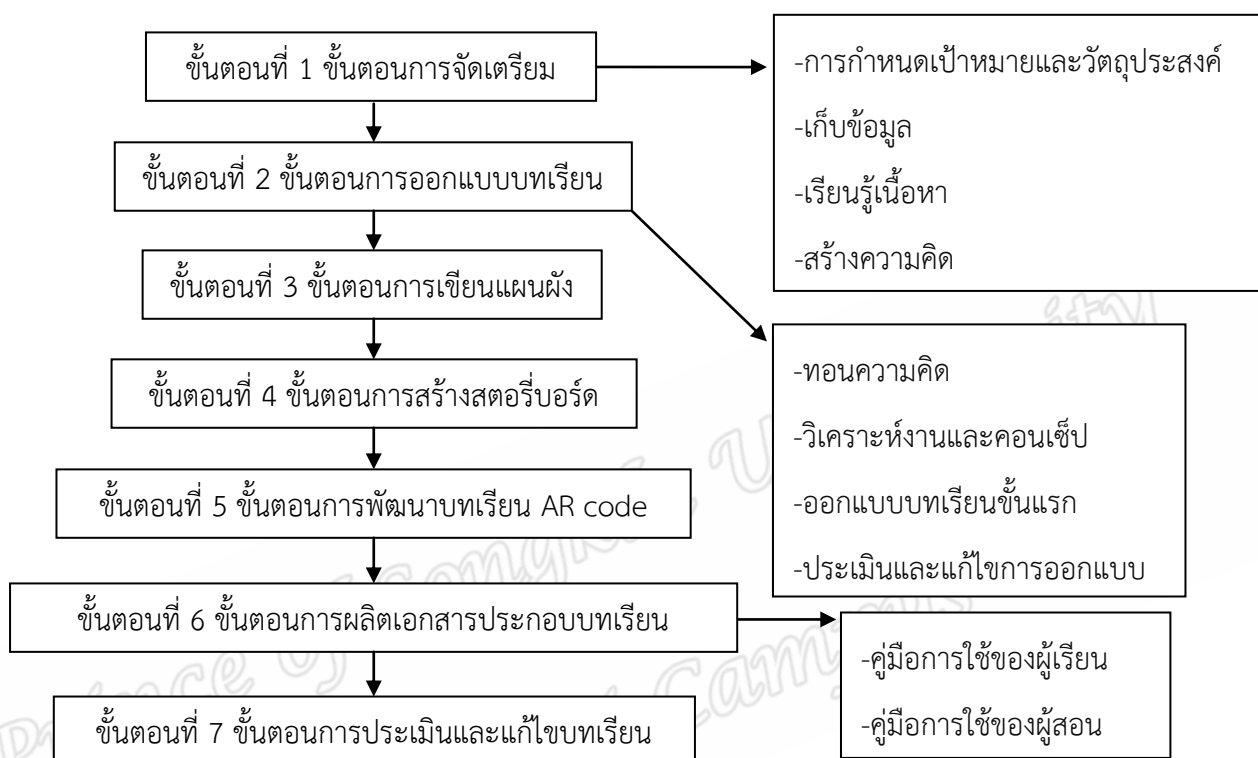 ขั้นตอนที่ 1 ขั้นตอนการจัดเตรียม
-การกำหนดเป้าหมายและวัตถุประสงค์
-เก็บข้อมูล
-เรียนรู้เนื้อหา
-สร้างความคิด
ขั้นตอนที่ 2 ขั้นตอนการออกแบบบทเรียน
-ทอนความคิด
-วิเคราะห์งานและคอนเซ็ป
-ออกแบบบทเรียนขั้นแรก
-ประเมินและแก้ไขการออกแบบ
ขั้นตอนที่ 3 ขั้นตอนการเขียนแผนผัง
ขั้นตอนที่ 4 ขั้นตอนการสร้างสตอรี่บอร์ด
ขั้นตอนที่ 5 ขั้นตอนการพัฒนาบทเรียน AR code
ขั้นตอนที่ 6 ขั้นตอนการผลิตเอกสารประกอบบทเรียน
-คู่มือการใช้ของผู้เรียน
-คู่มือการใช้ของผู้สอน
ขั้นตอนที่ 7 ขั้นตอนการประเมินและแก้ไขบทเรียน